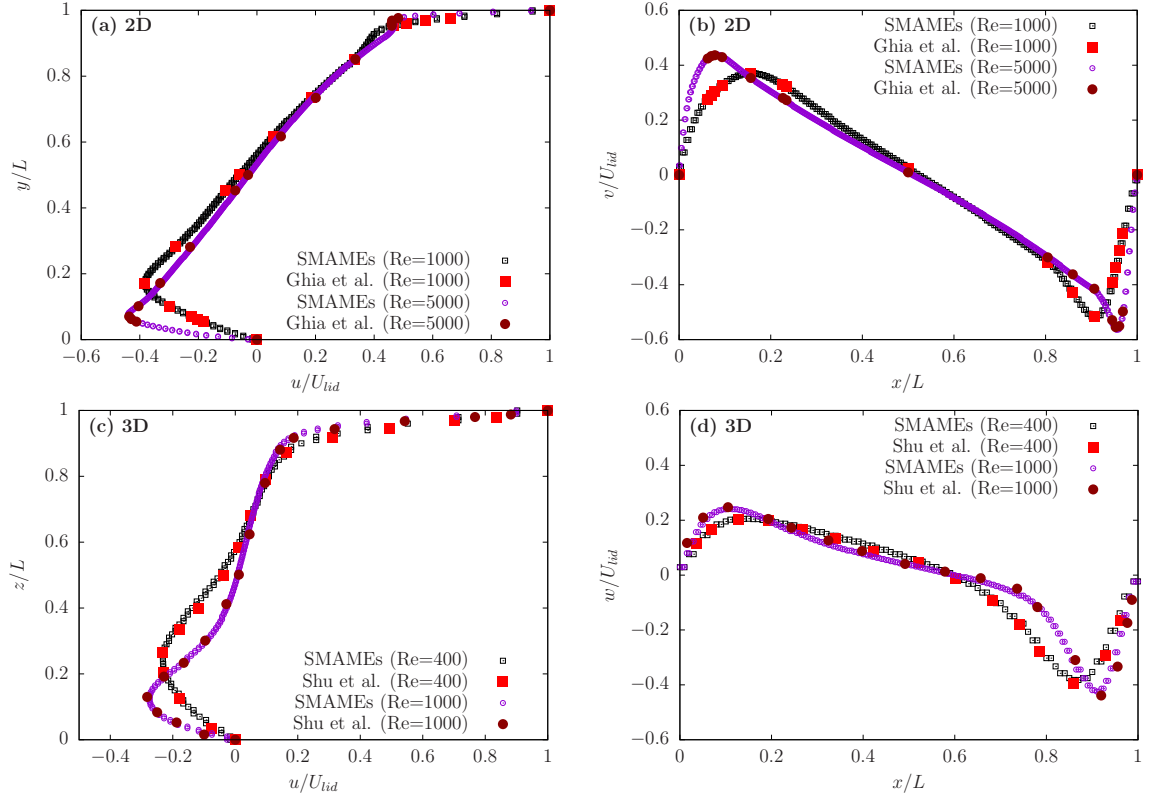 (a) 2D
SMAMEs (Re=1000)
Ghia et al. (Re=1000)
SMAMEs (Re=5000)
Ghia et al. (Re=5000)
y/L
1
0.8
0.6
0.4
0.2
0
−0.6 −0.4 −0.2 0 0.2 0.4 0.6 0.8 1
u/U_lid
(b) 2D
SMAMEs (Re=1000)
Ghia et al. (Re=1000)
SMAMEs (Re=5000)
Ghia et al. (Re=5000)
v/U_lid
0.6
0.4
0.2
0
−0.2
−0.4
−0.6
0 0.2 0.4 0.6 0.8 1
x/L
(c) 3D
SMAMEs (Re=400)
Shu et al. (Re=400)
SMAMEs (Re=1000)
Shu et al. (Re=1000)
z/L
1
0.8
0.6
0.4
0.2
0
−0.4 −0.2 0 0.2 0.4 0.6 0.8 1
u/U_lid
(d) 3D
SMAMEs (Re=400)
Shu et al. (Re=400)
SMAMEs (Re=1000)
Shu et al. (Re=1000)
w/U_lid
0.6
0.4
0.2
0
−0.2
−0.4
−0.6
0 0.2 0.4 0.6 0.8 1
x/L